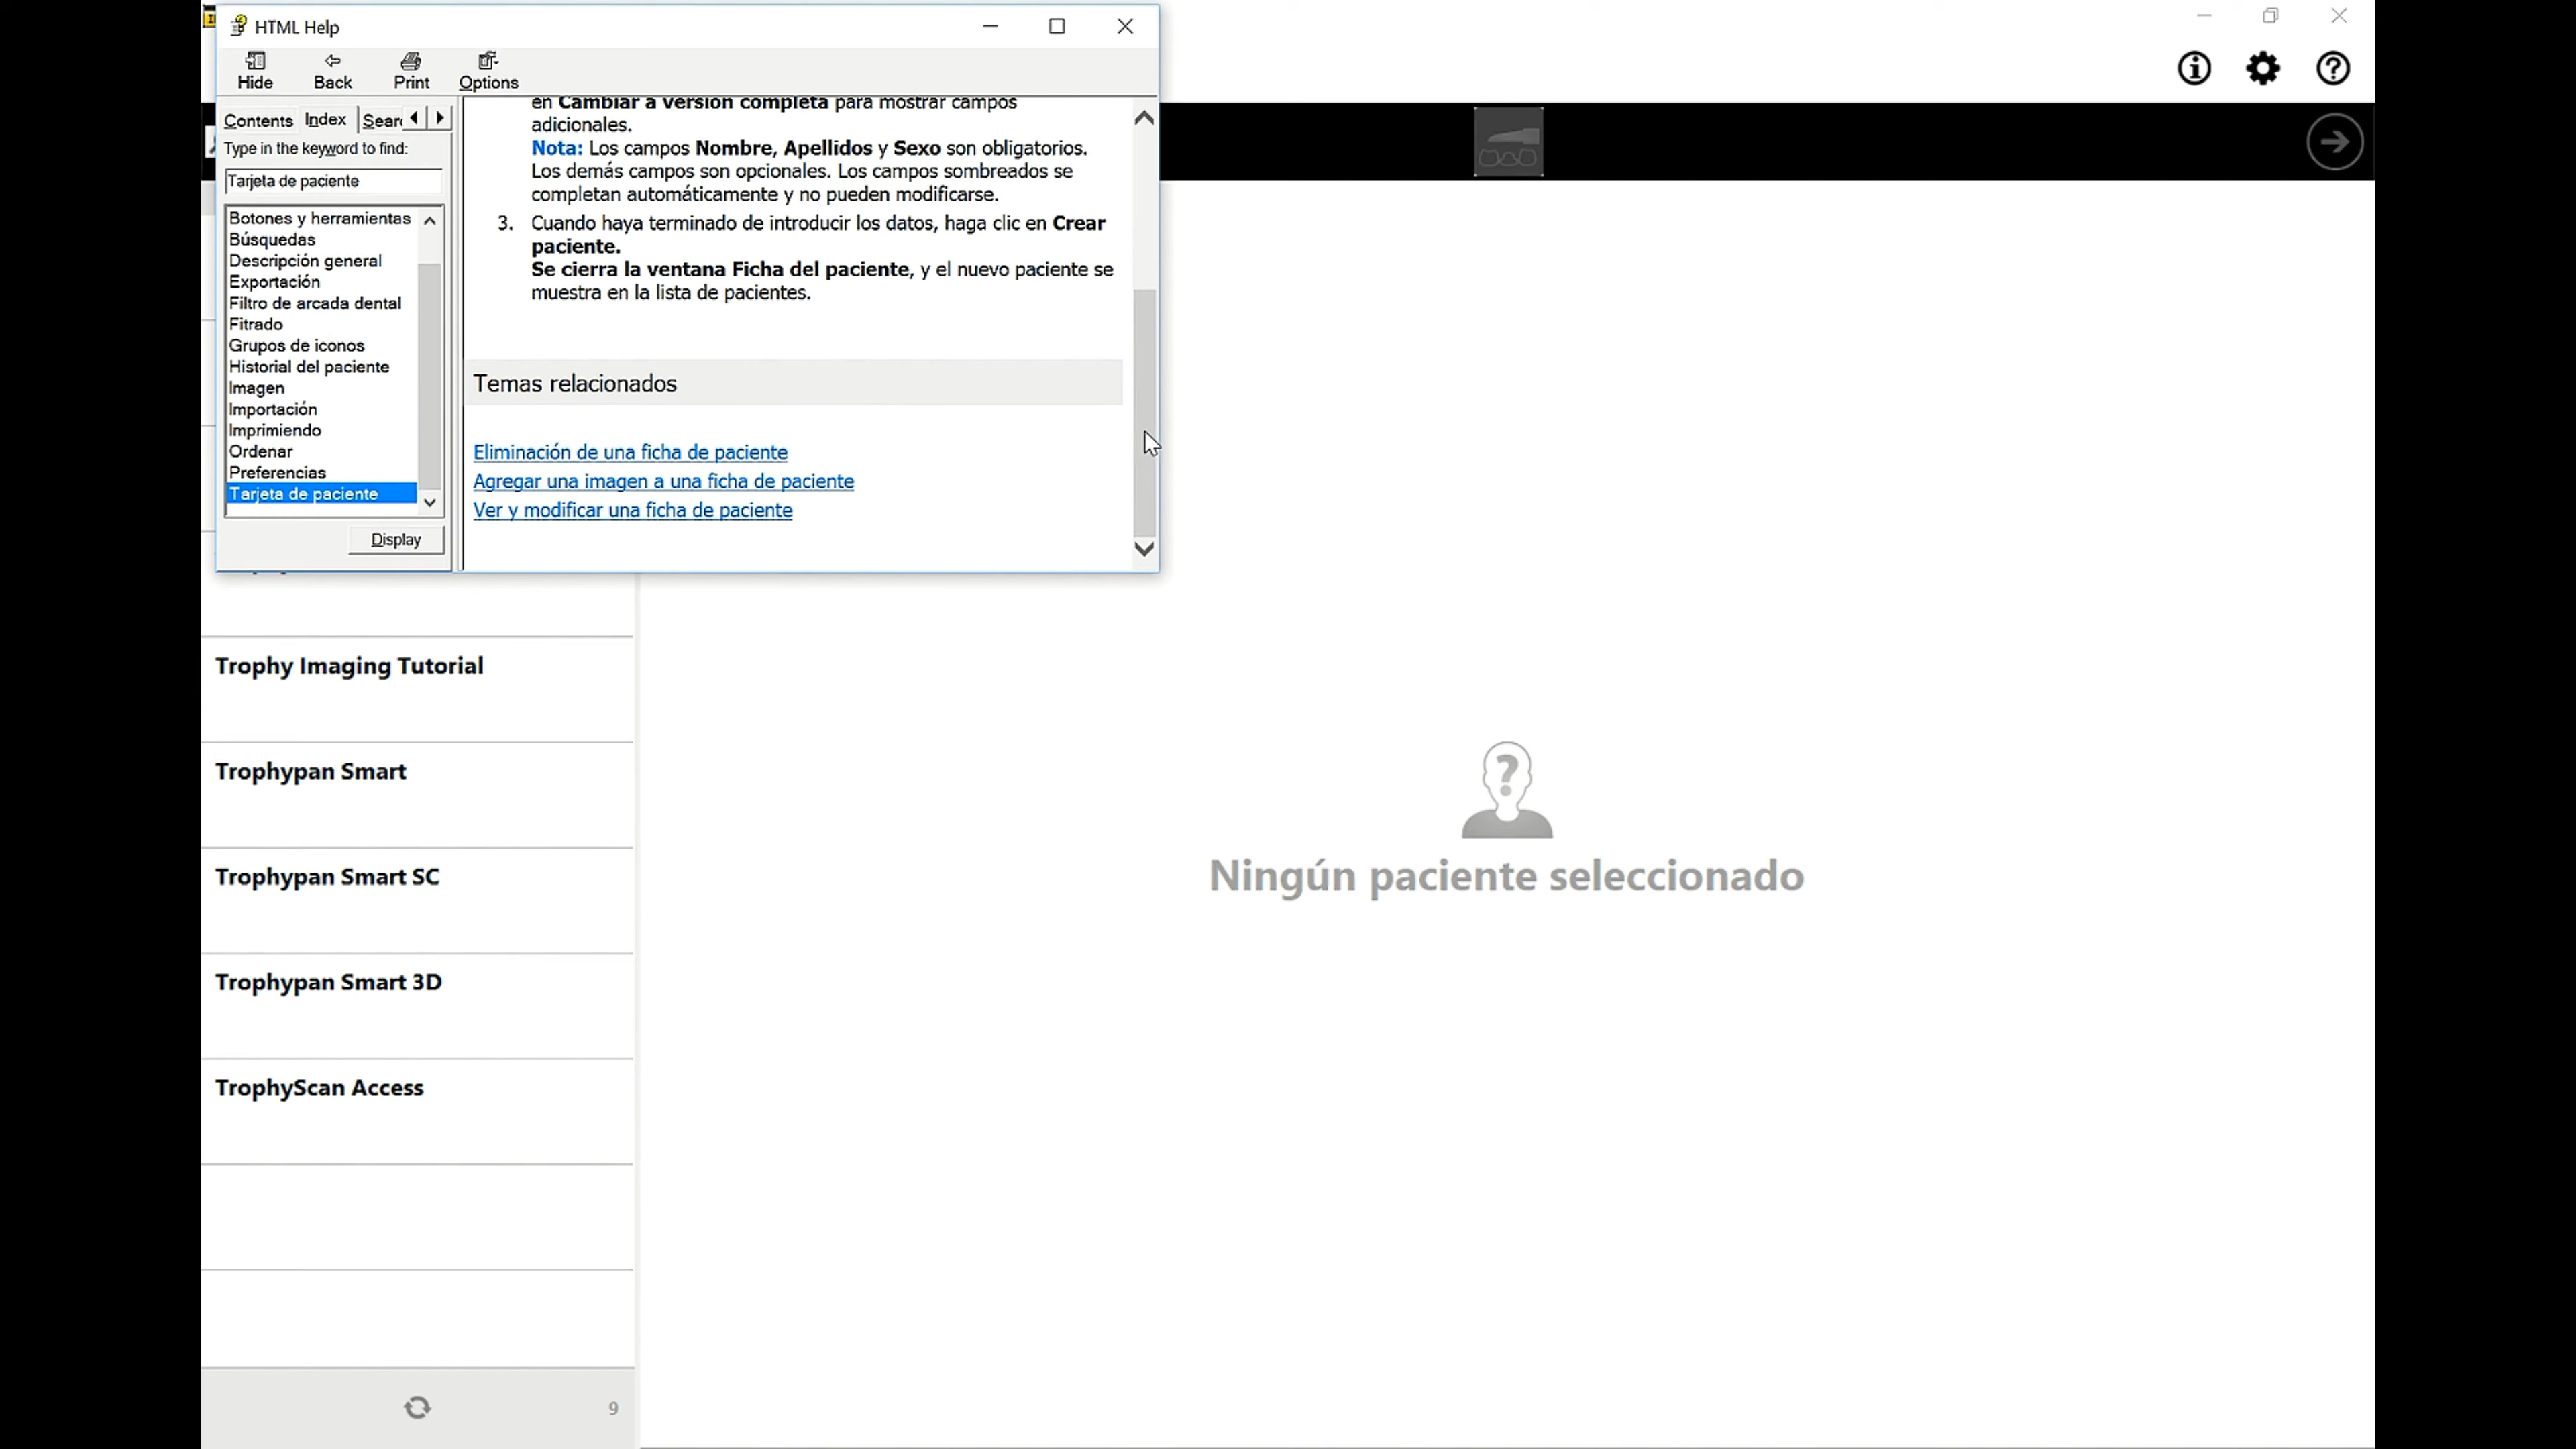 HTML Help
Hide
Back
Print
Options
Contents
Index
Type in the keyword to find:
Tarjeta de paciente
Botones y herramientas
Búsquedas
Descripción general
Exportación
Filtro de arcada dental
Fitrado
Grupos de iconos
Historial del paciente
Imagen
Importación
Imprimiendo
Ordenar
Preferencias
Tarjeta de paciente
Display
en Cambiar a versión completa para mostrar campos
adicionales.
Nota: Los campos Nombre, Apellidos y Sexo son obligatorios.
Los demás campos son opcionales. Los campos sombreados se
completan automáticamente y no pueden modificarse.
3. Cuando haya terminado de introducir los datos, haga clic en Crear
paciente.
Se cierra la ventana Ficha del paciente, y el nuevo paciente se
muestra en la lista de pacientes.
Temas relacionados
Eliminación de una ficha de paciente
Agregar una imagen a una ficha de paciente
Ver y modificar una ficha de paciente
Trophy Imaging Tutorial
Trophypan Smart
Trophypan Smart SC
Trophypan Smart 3D
TrophyScan Access
9
Ningún paciente seleccionado